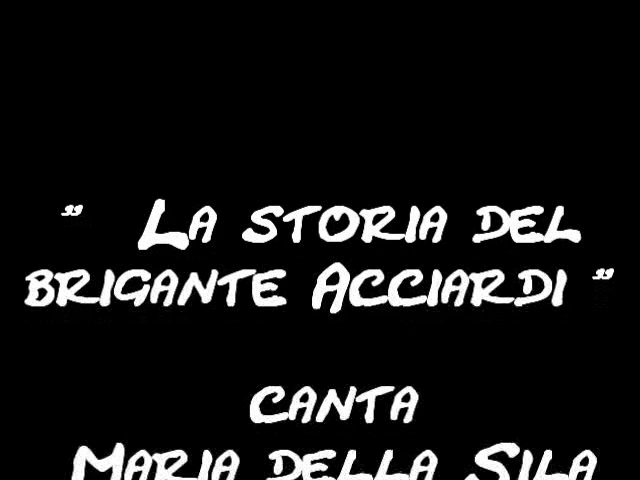 " La storia del
brigante Acciardi "
canta
Maria della Sila